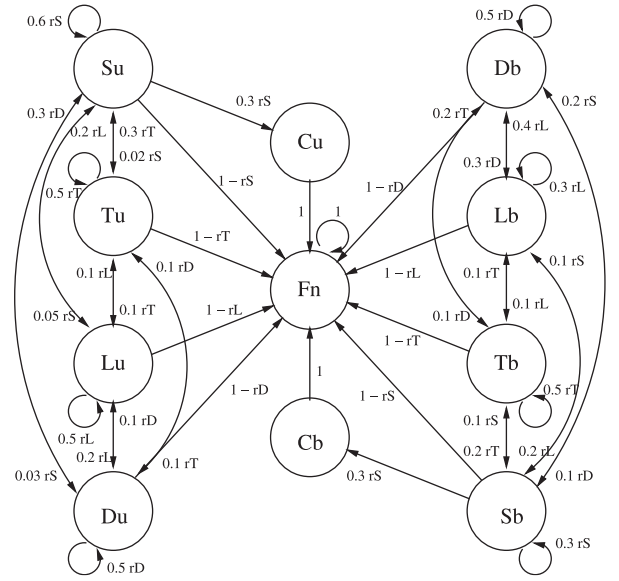 0.6 rS
0.5 rD
Su
Db
0.3 rD
0.2 rL
0.3 rT
0.3 rS
0.2 rT
0.2 rS
0.02 rS
Cu
0.4 rL
0.3 rD
0.3 rL
0.5 rT
1 – rS
1 – rD
Tu
1
1
Lb
1 – rT
0.1 rL
0.1 rD
Fn
1 – rL
0.1 rT
0.1 rS
0.05 rS
0.1 rT
1 – rL
0.1 rD
0.1 rL
1 – rT
Lu
Tb
1 – rD
1
1 – rS
0.5 rT
0.5 rL
0.1 rD
0.1 rS
0.2 rL
0.1 rT
Cb
0.2 rT
0.2 rL
0.03 rS
0.3 rS
0.1 rD
Du
Sb
0.5 rD
0.3 rS